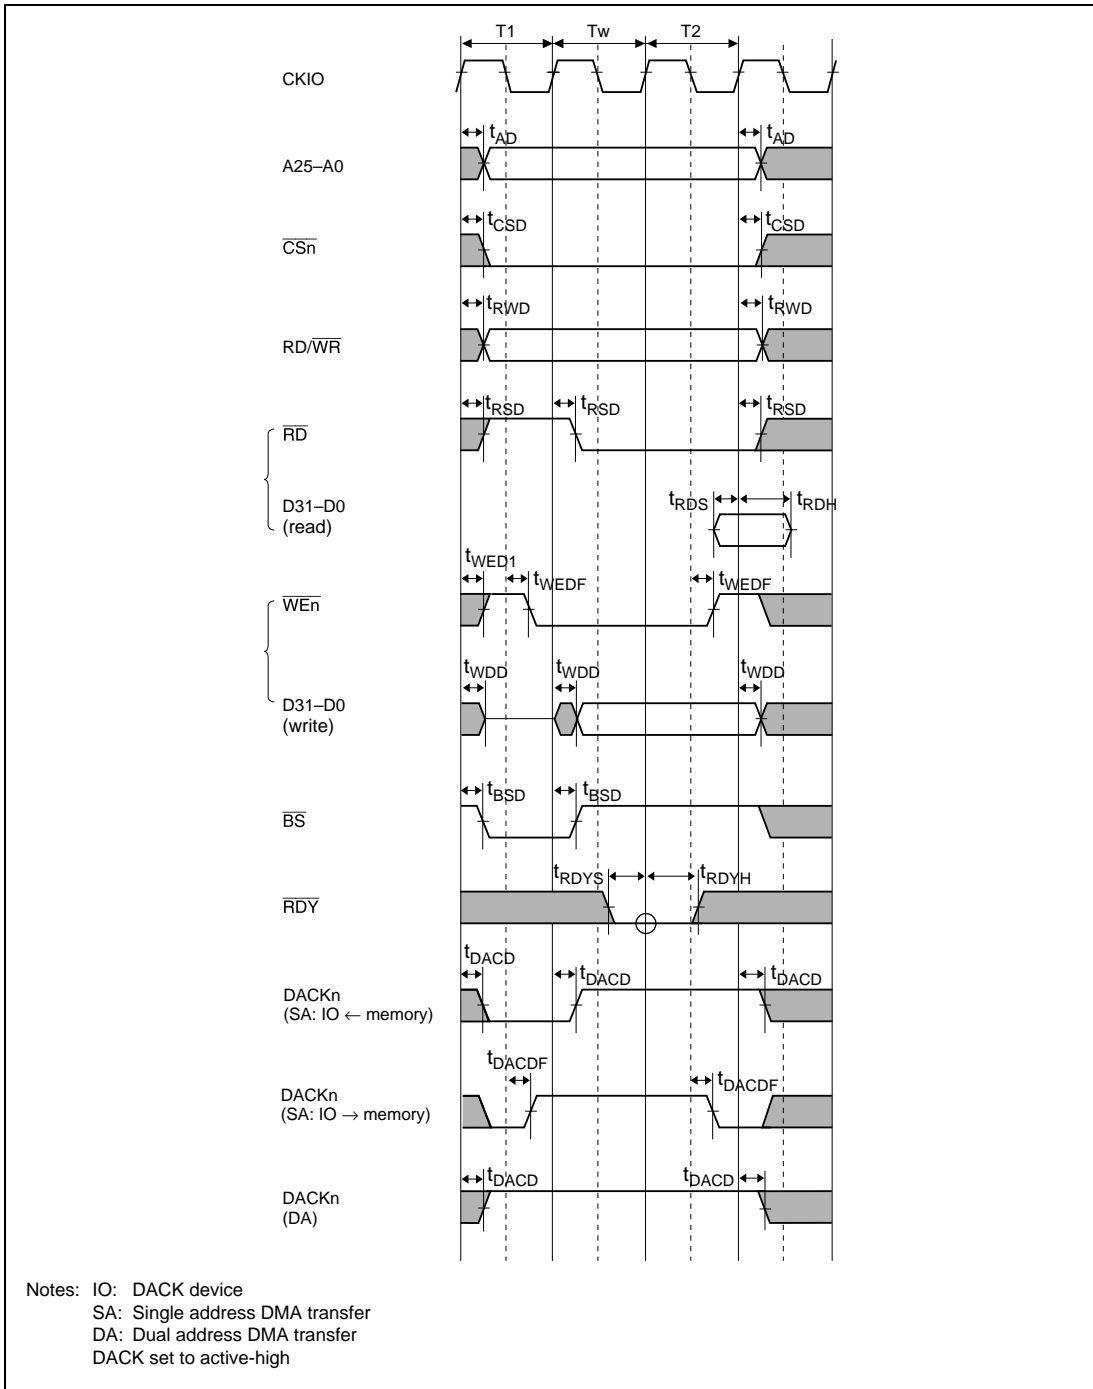 T1 Tw T2
CKIO
tAD tAD
A25–A0
tCSD tCSD
CSn
tRWD tRWD
RD/WR
tRSD tRSD tRSD
RD
tRDS tRDH
D31–D0
(read)
tWED1 tWEDF tWEDF
WEn
tWDD tWDD tWDD
D31–D0
(write)
tBSD tBSD
BS
tRDYS tRDYH
RDY
tDACD tDACD tDACD
DACKn
(SA: IO ← memory)
tDACDF tDACDF
DACKn
(SA: IO → memory)
tDACD tDACD
DACKn
(DA)
Notes: IO: DACK device
SA: Single address DMA transfer
DA: Dual address DMA transfer
DACK set to active-high